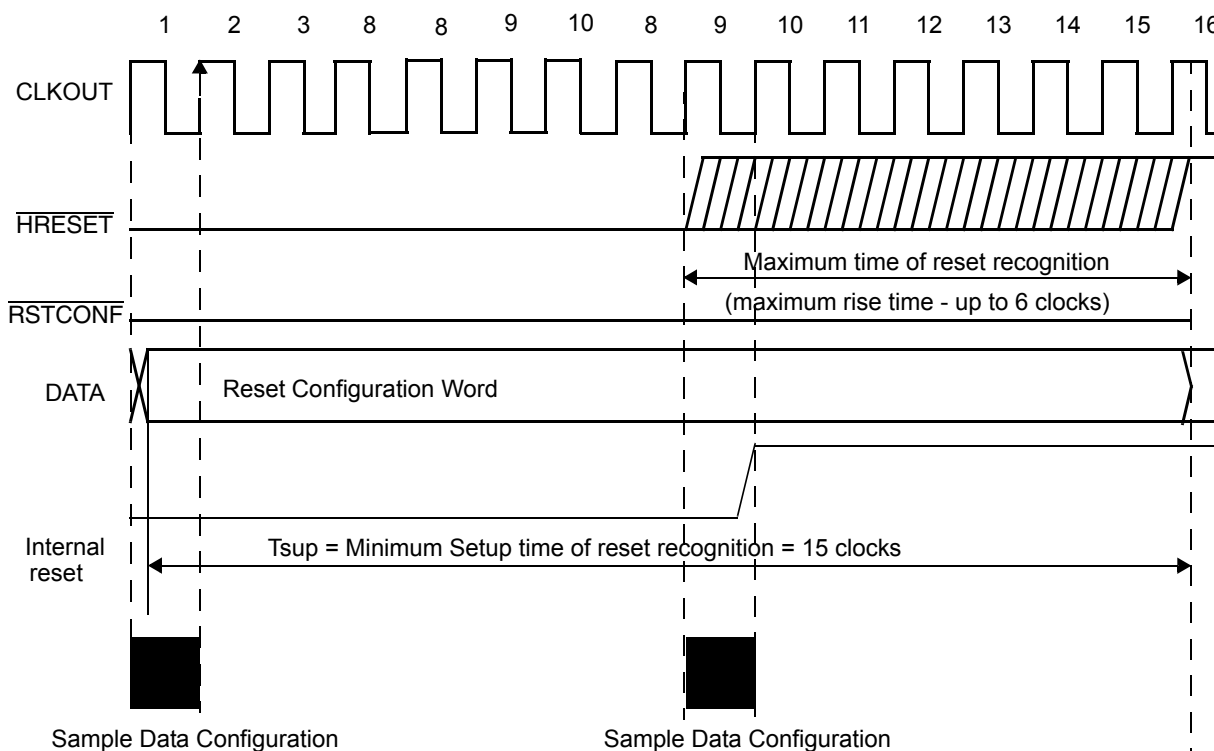 1 2 3 8 8 9 10 8 9 10 11 12 13 14 15 16
CLKOUT
HRESET
Maximum time of reset recognition
RSTCONF
(maximum rise time - up to 6 clocks)
DATA
Reset Configuration Word
Internal
reset
Tsup = Minimum Setup time of reset recognition = 15 clocks
Sample Data Configuration
Sample Data Configuration